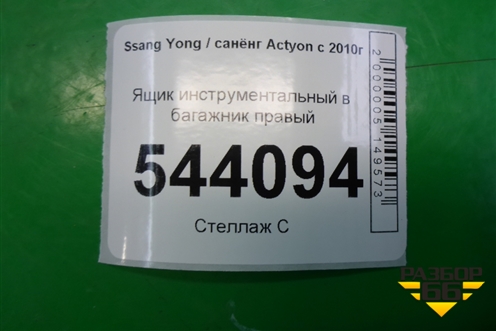 Ssang Yong / санёнг Actyon с 2010г
Ящик инструментальный в
багажник правый
544094
Стеллаж С
2000005149573
РАЗБОР
66